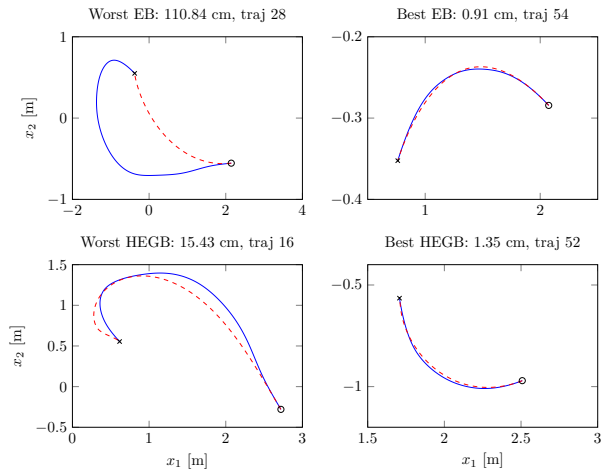 Worst EB: 110.84 cm, traj 28
Best EB: 0.91 cm, traj 54
1
0
−1
x2 [m]
−2 0 2 4
−0.2
−0.3
−0.4
1 2
Worst HEGB: 15.43 cm, traj 16
Best HEGB: 1.35 cm, traj 52
1.5
1
0.5
0
−0.5
x2 [m]
0 1 2 3
x1 [m]
−0.5
−1
1.5 2 2.5 3
x1 [m]